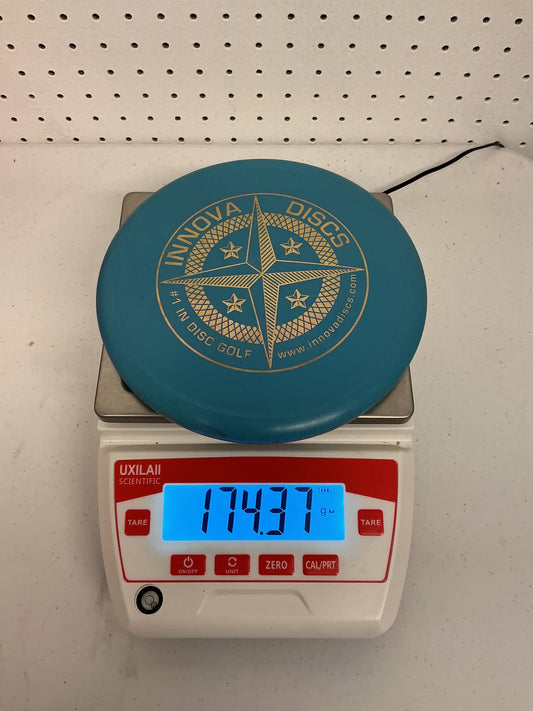 INNOVA DISCS
#1 IN DISC GOLF
www.innovadiscs.com
UXILAII
SCIENTIFIC
174.37
g
TARE
TARE
ON/OFF
UNIT
ZERO
CAL/PRT